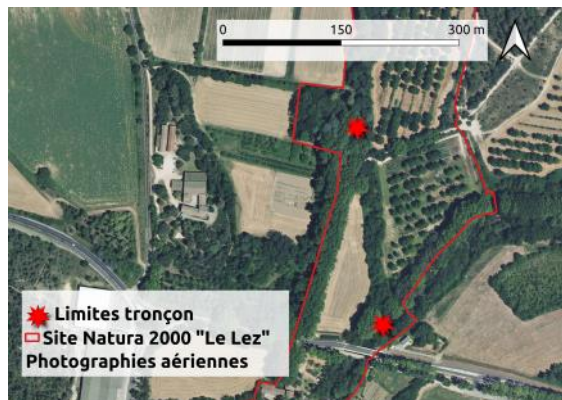 0 150 300 m
Limites tronçon
Site Natura 2000 "Le Lez"
Photographies aériennes